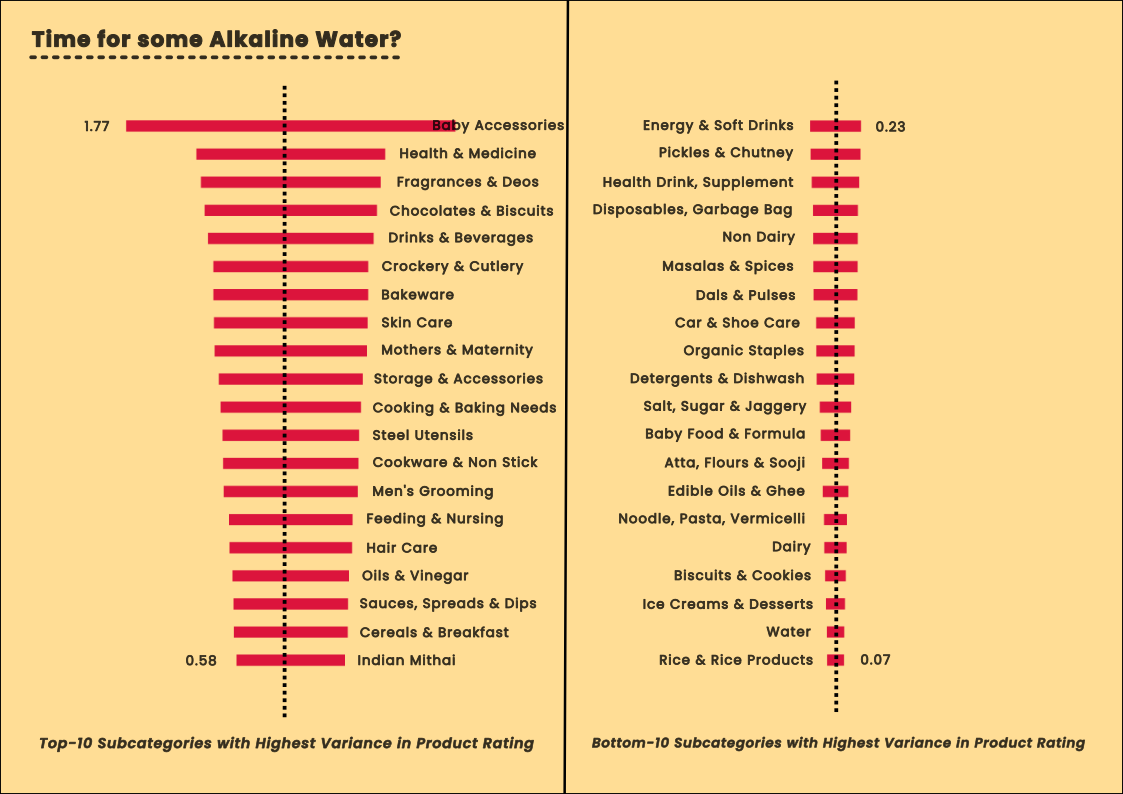 Time for some Alkaline Water?
1.77 Baby Accessories
Health & Medicine
Fragrances & Deos
Chocolates & Biscuits
Drinks & Beverages
Crockery & Cutlery
Bakeware
Skin Care
Mothers & Maternity
Storage & Accessories
Cooking & Baking Needs
Steel Utensils
Cookware & Non Stick
Men's Grooming
Feeding & Nursing
Hair Care
Oils & Vinegar
Sauces, Spreads & Dips
Cereals & Breakfast
0.58 Indian Mithai
Top-10 Subcategories with Highest Variance in Product Rating
Energy & Soft Drinks 0.23
Pickles & Chutney
Health Drink, Supplement
Disposables, Garbage Bag
Non Dairy
Masalas & Spices
Dals & Pulses
Car & Shoe Care
Organic Staples
Detergents & Dishwash
Salt, Sugar & Jaggery
Baby Food & Formula
Atta, Flours & Sooji
Edible Oils & Ghee
Noodle, Pasta, Vermicelli
Dairy
Biscuits & Cookies
Ice Creams & Desserts
Water
Rice & Rice Products 0.07
Bottom-10 Subcategories with Highest Variance in Product Rating